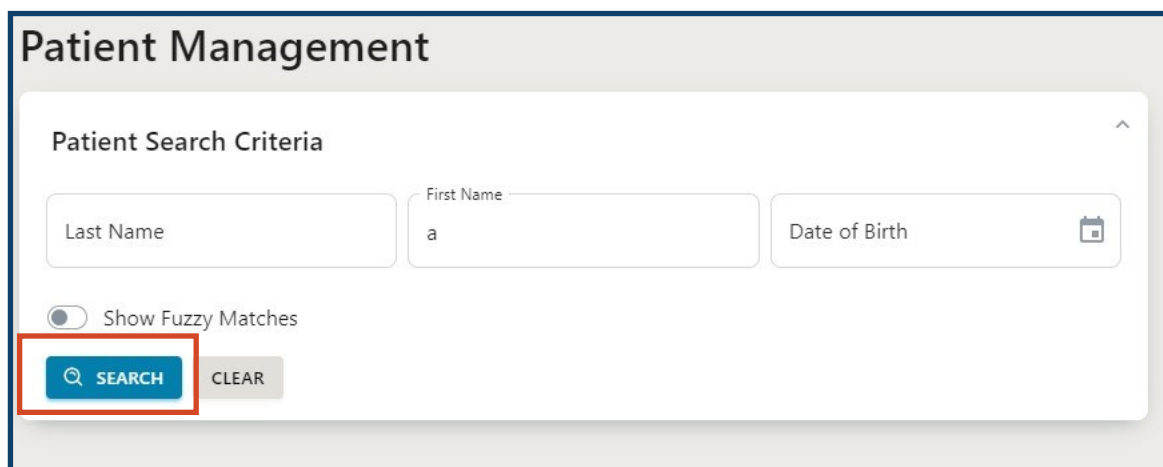 Patient Management
Patient Search Criteria
Last Name
First Name
a
Date of Birth
Show Fuzzy Matches
SEARCH
CLEAR